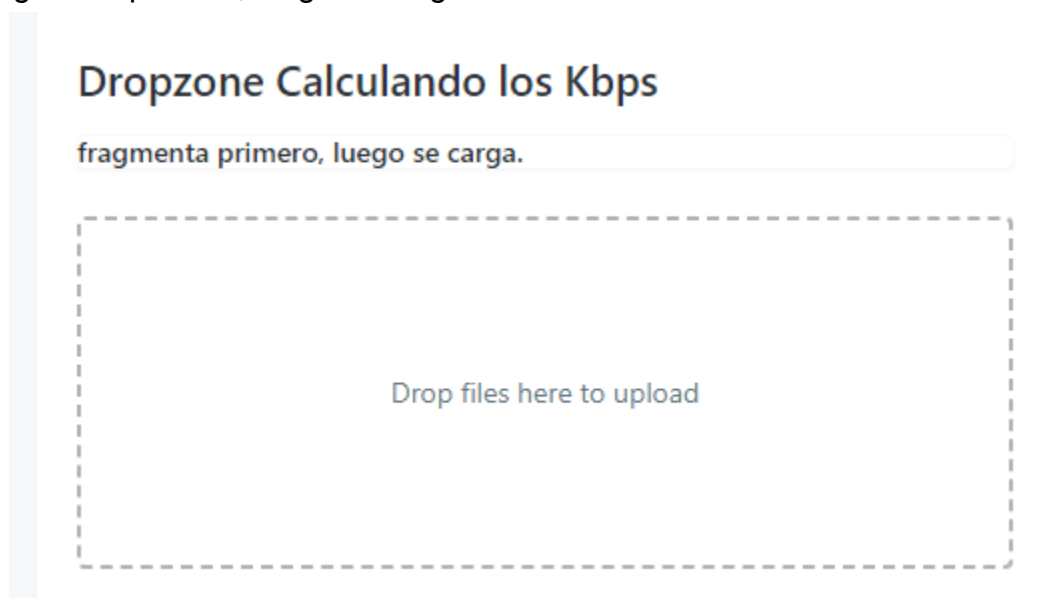 Dropzone Calculando los Kbps
fragmenta primero, luego se carga.
Drop files here to upload